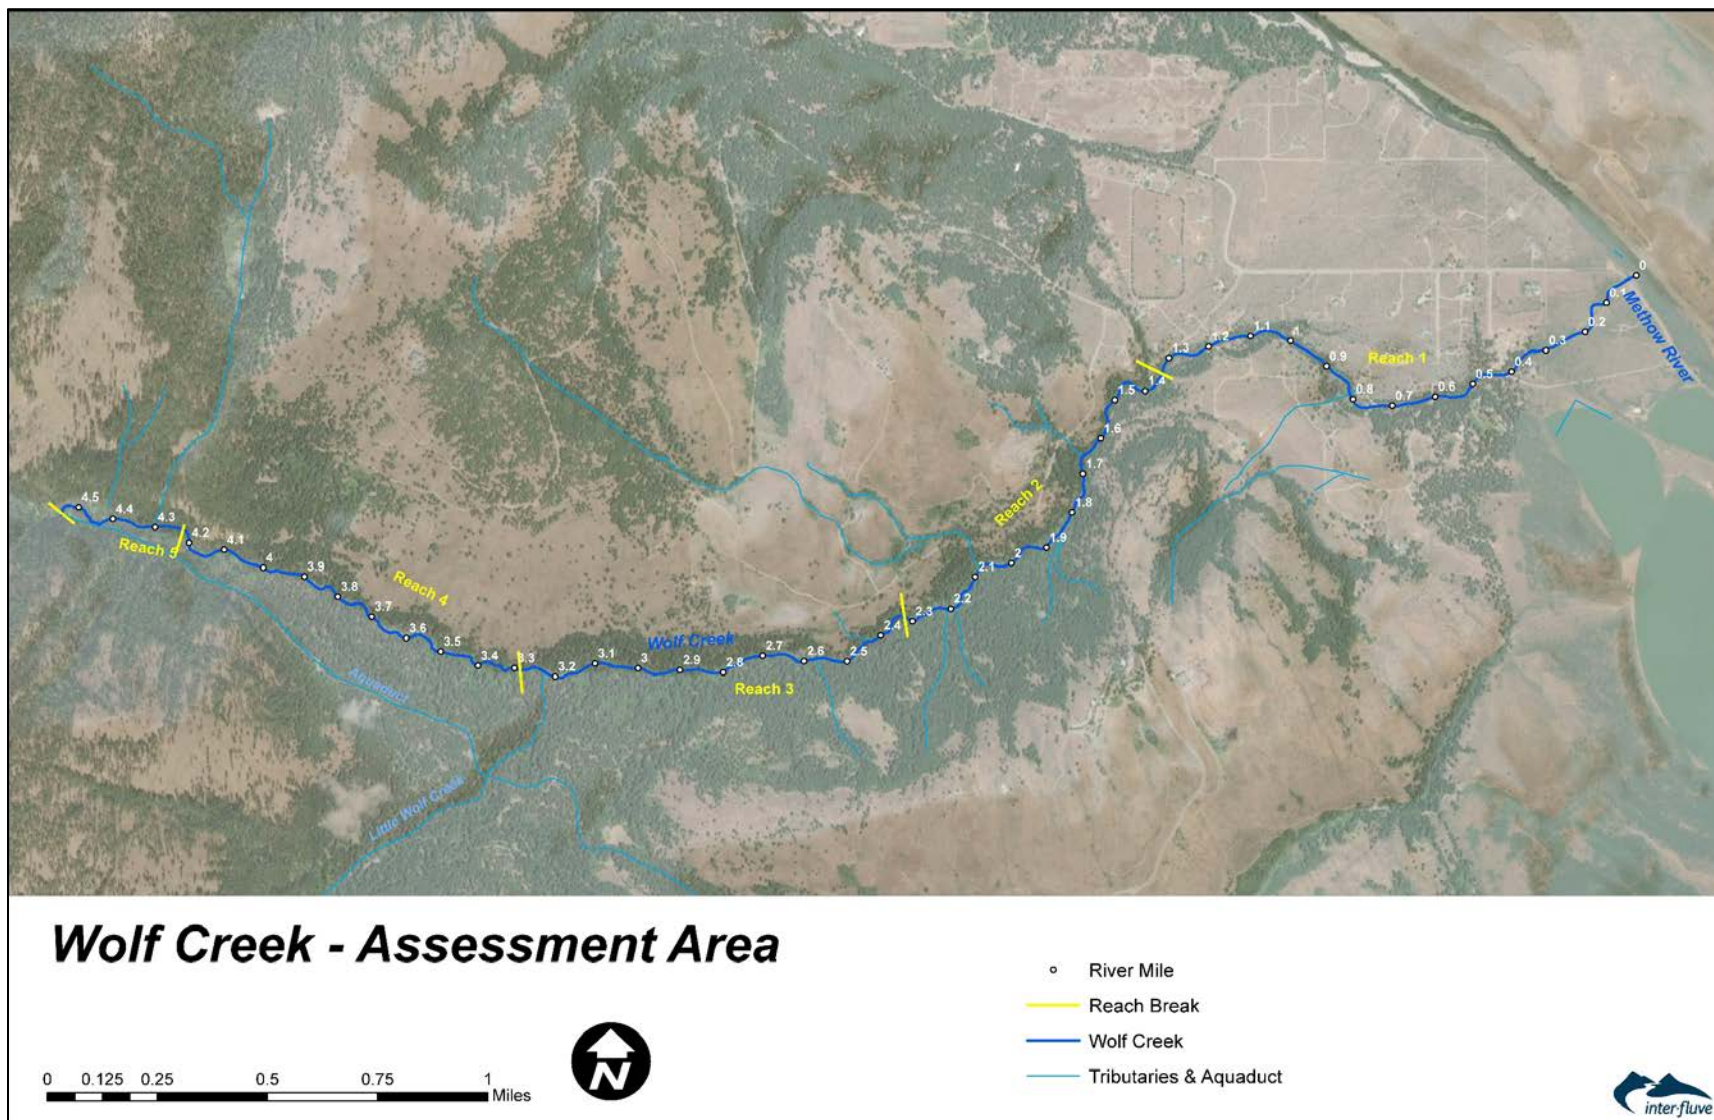 0
0.1
0.2
Methow River
0.3
0.4
0.5
0.6
0.7
0.8
Reach 1
0.9
1
1.1
1.2
1.3
1.4
1.5
1.6
1.7
1.8
Reach 2
1.9
2
2.1
2.2
2.3
2.4
2.5
2.6
2.7
2.8
Reach 3
Wolf Creek
2.9
3
3.1
3.2
3.3
3.4
3.5
3.6
3.7
Reach 4
3.8
3.9
4
4.1
4.2
Reach 5
4.3
4.4
4.5
Aquaduct
Little Wolf Creek
Wolf Creek - Assessment Area
0 0.125 0.25 0.5 0.75 1
Miles
N
River Mile
Reach Break
Wolf Creek
Tributaries & Aquaduct
inter-fluve